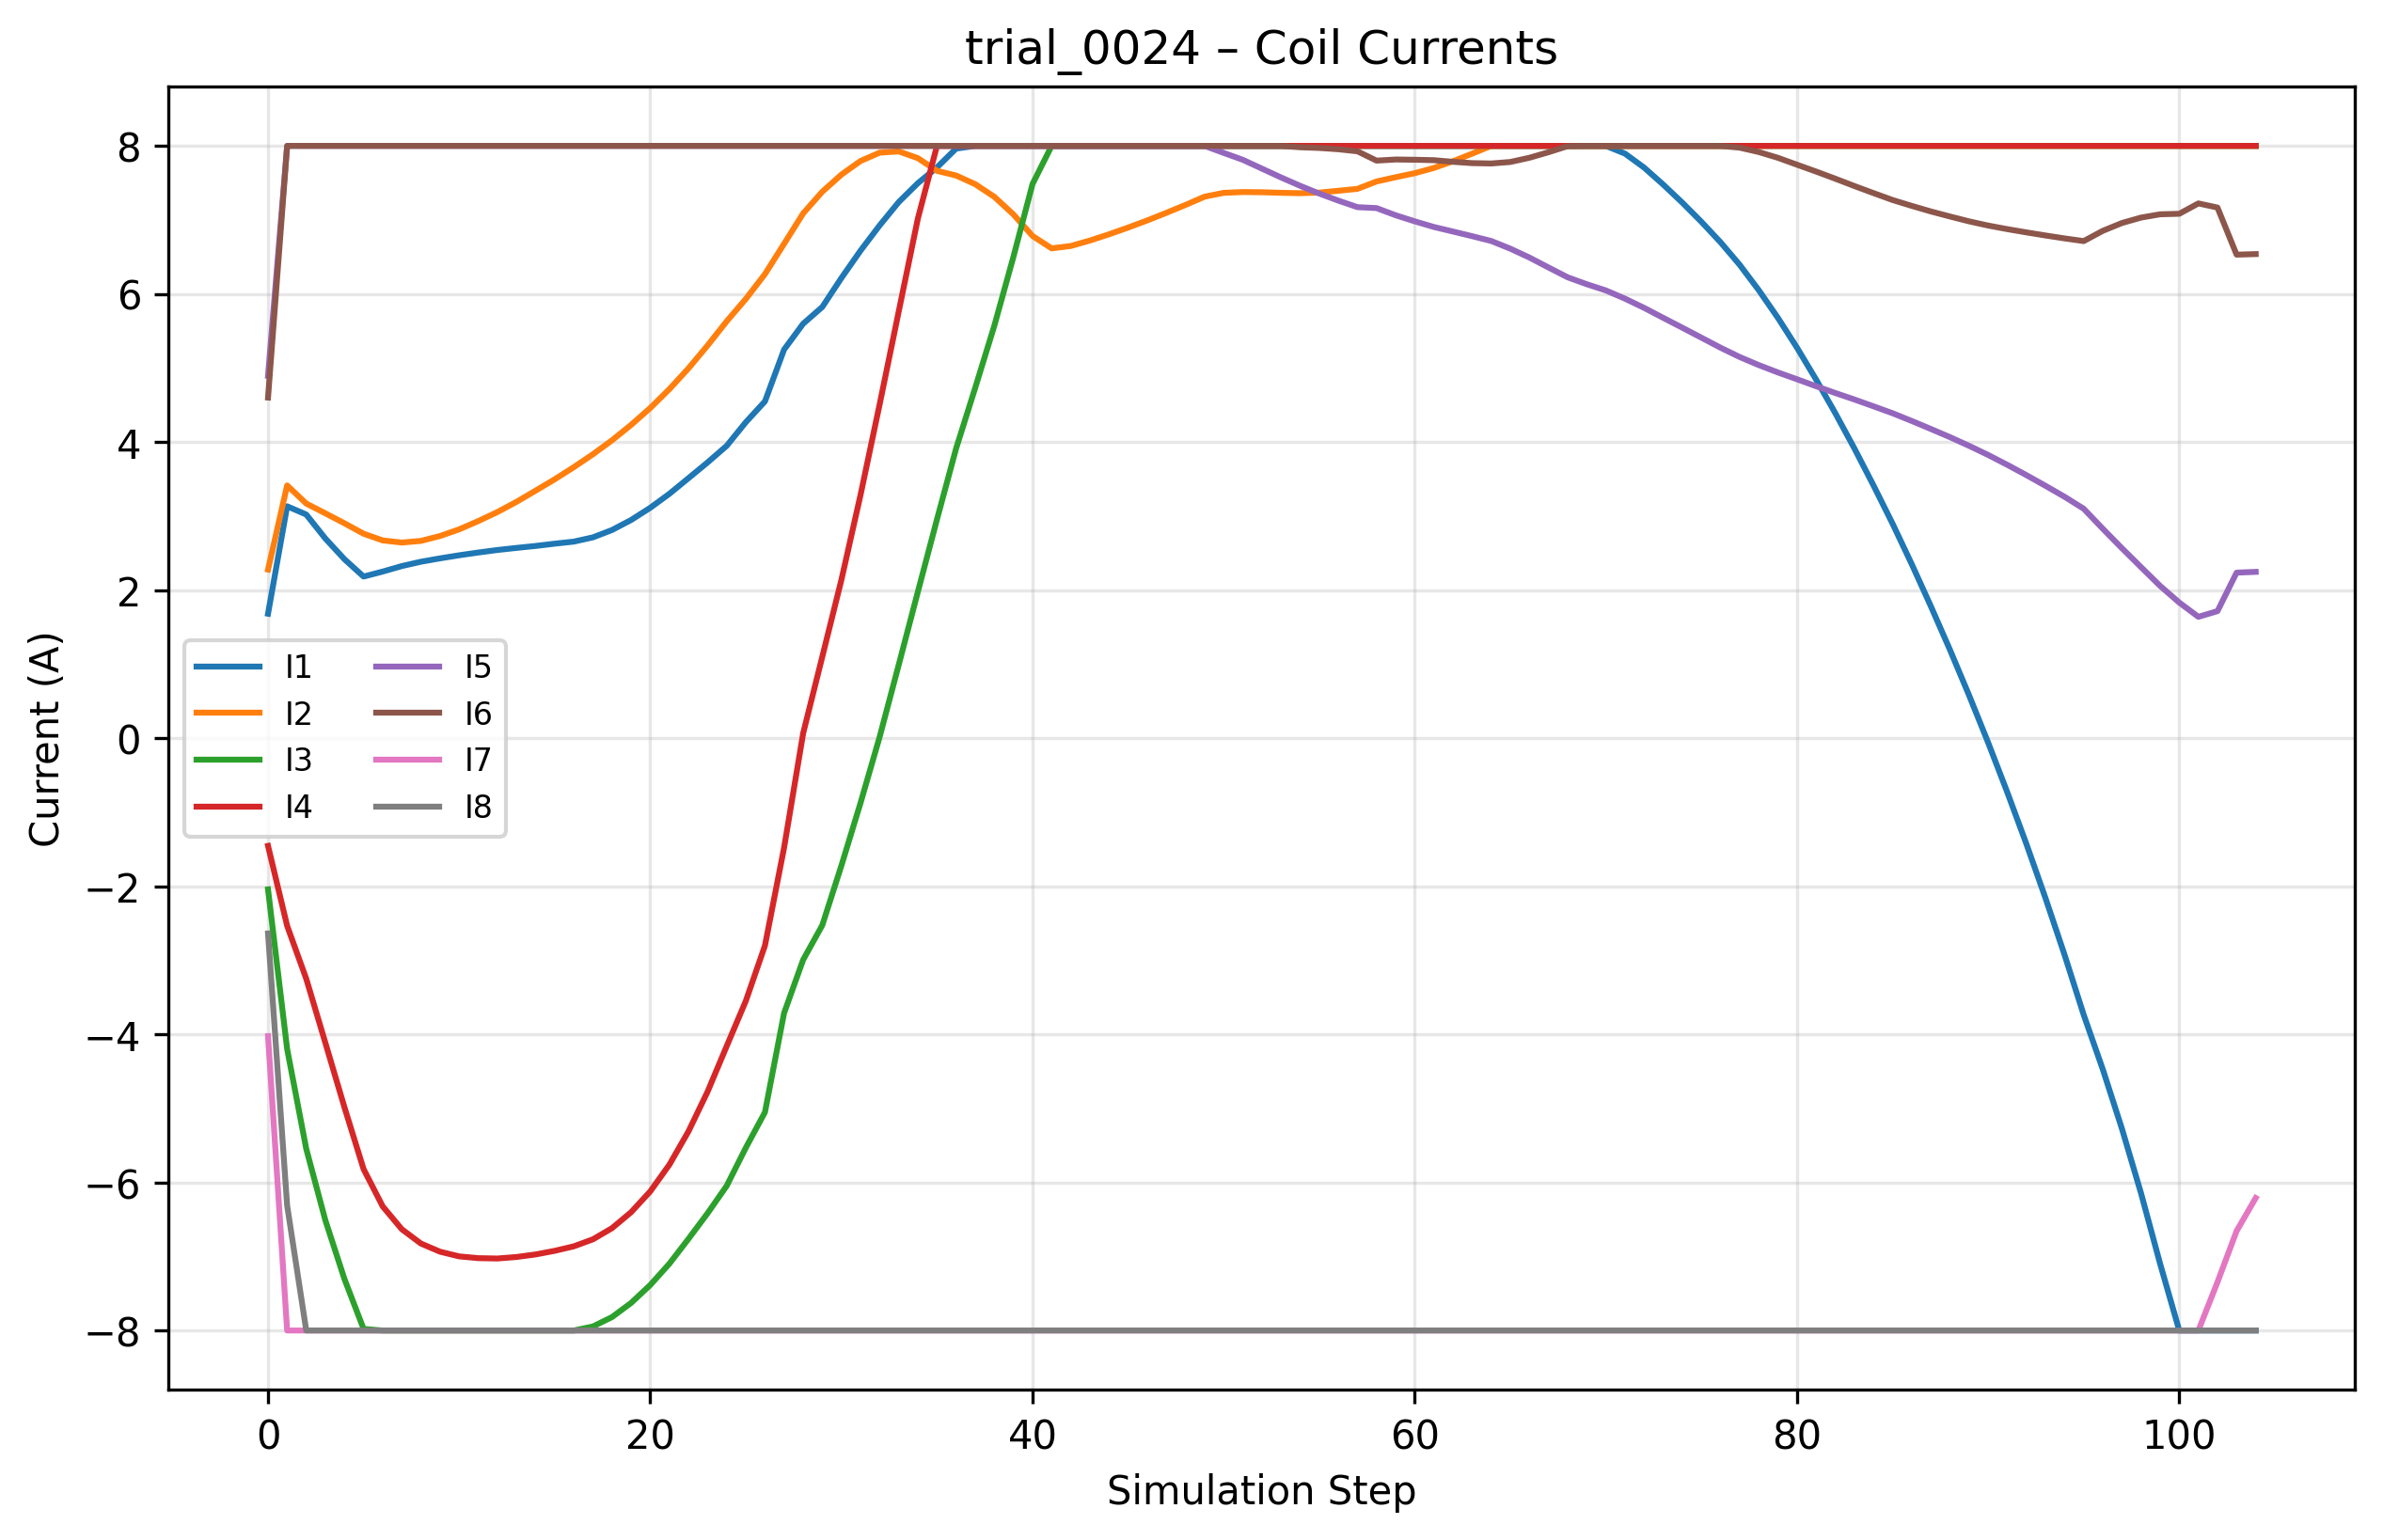 trial_0024 – Coil Currents
Current (A)
8
6
4
2
0
−2
−4
−6
−8
I1
I2
I3
I4
I5
I6
I7
I8
0 20 40 60 80 100
Simulation Step